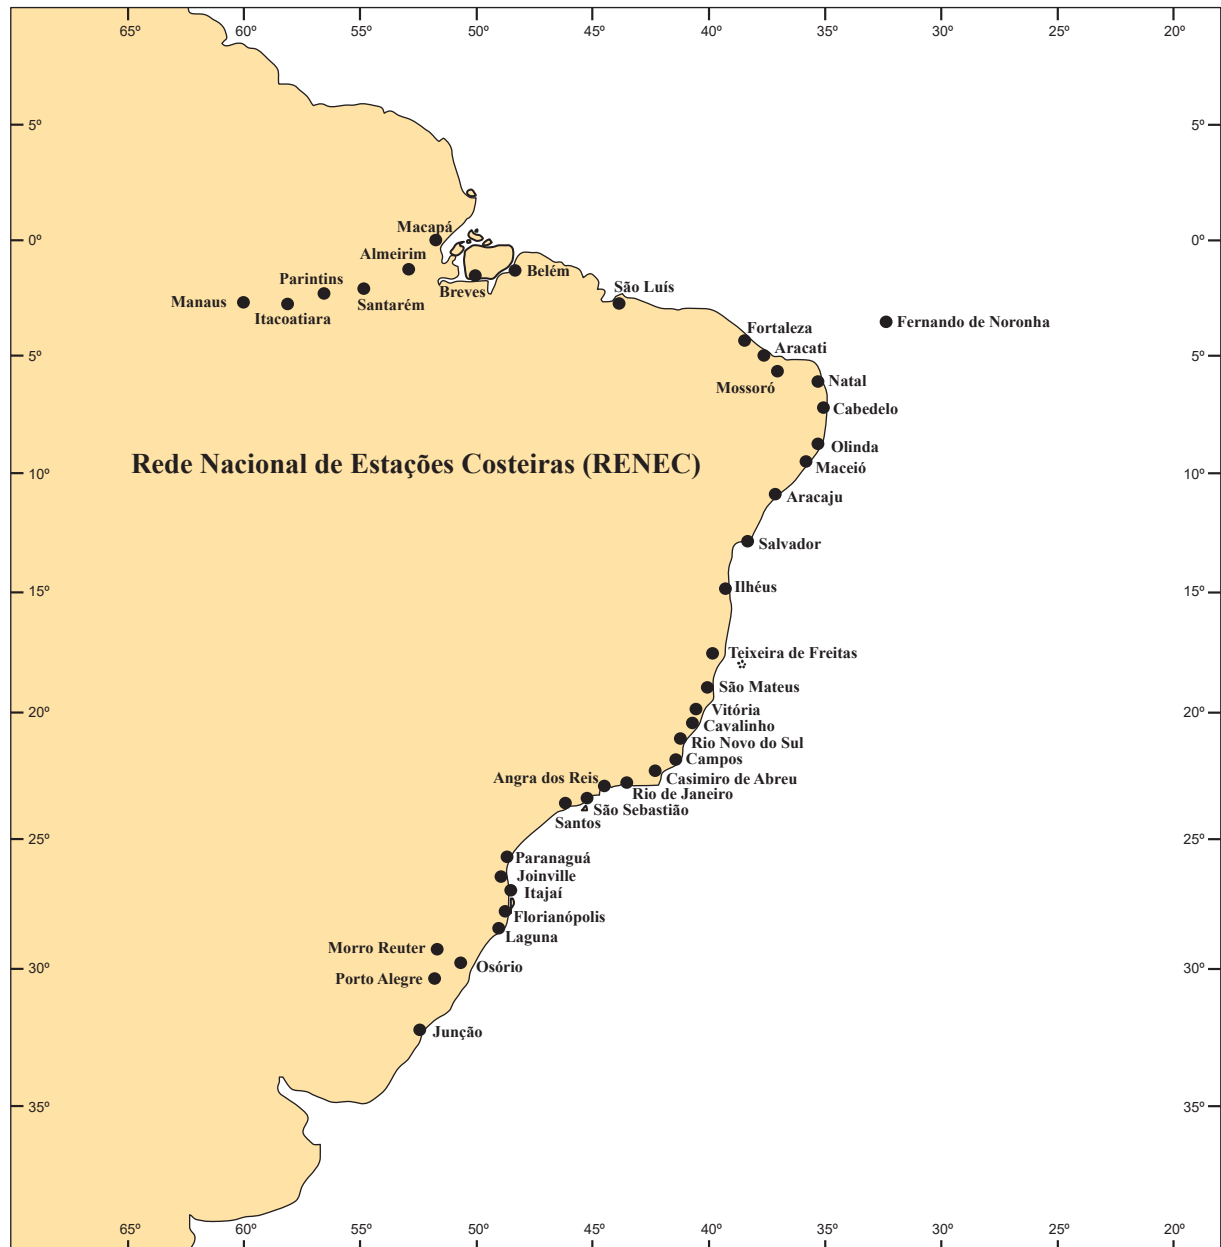 65º 60º 55º 50º 45º 40º 35º 30º 25º 20º
5º 5º
0º 0º
Macapá
Almeirim
Belém
Parintins
São Luís
Breves
Manaus
Santarém
Itacoatiara
Fernando de Noronha
Fortaleza
Aracati
5º 5º
Natal
Mossoró
Cabedelo
Olinda
Rede Nacional de Estações Costeiras (RENEC)
Maceió
10º 10º
Aracaju
Salvador
Ilhéus
15º 15º
Teixeira de Freitas
São Mateus
Vitória
20º 20º
Cavalinho
Rio Novo do Sul
Campos
Angra dos Reis
Casimiro de Abreu
Rio de Janeiro
São Sebastião
Santos
25º 25º
Paranaguá
Joinville
Itajaí
Florianópolis
Laguna
Morro Reuter
Osório
30º 30º
Porto Alegre
Junção
35º 35º
65º 60º 55º 50º 45º 40º 35º 30º 25º 20º